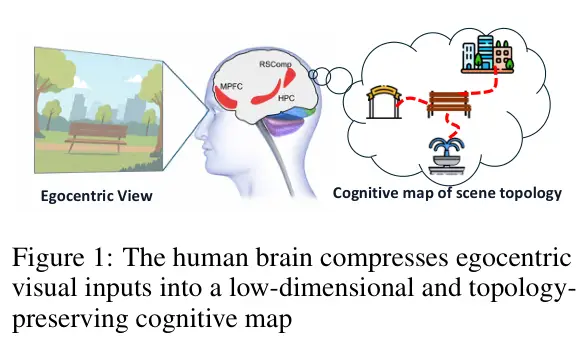 RSComp
MPFC
HPC
Egocentric View
Cognitive map of scene topology
Figure 1: The human brain compresses egocentric
visual inputs into a low-dimensional and topology-
preserving cognitive map